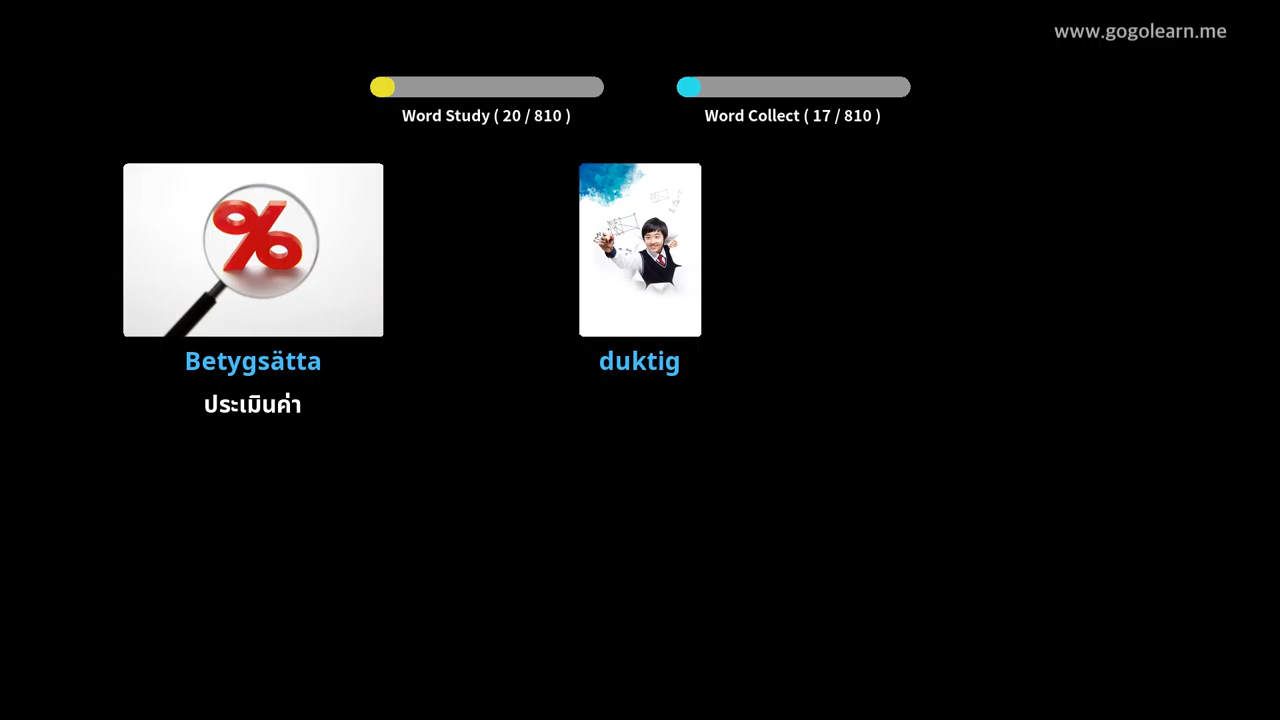 www.gogolearn.me
Word Study ( 20 / 810 )
Word Collect ( 17 / 810 )
%
Betygsätta
duktig
ประเมินค่า